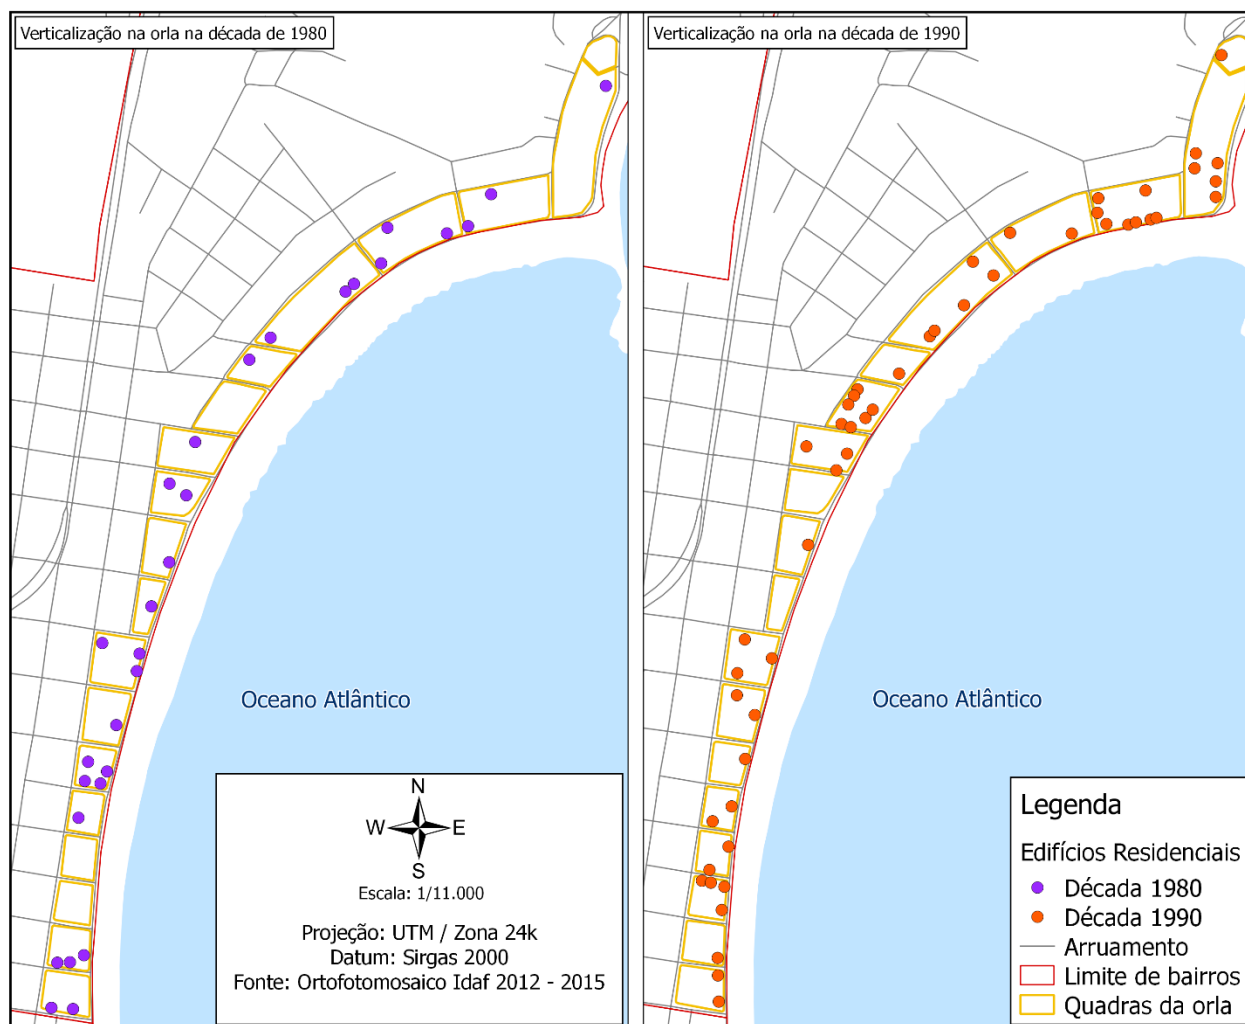 Verticalização na orla na década de 1980
Verticalização na orla na década de 1990
Oceano Atlântico
Oceano Atlântico
N
W E
S
Escala: 1/11.000
Projeção: UTM / Zona 24k
Datum: Sirgas 2000
Fonte: Ortofotomosaico Idaf 2012 - 2015
Legenda
Edifícios Residenciais
Década 1980
Década 1990
Arruamento
Limite de bairros
Quadras da orla